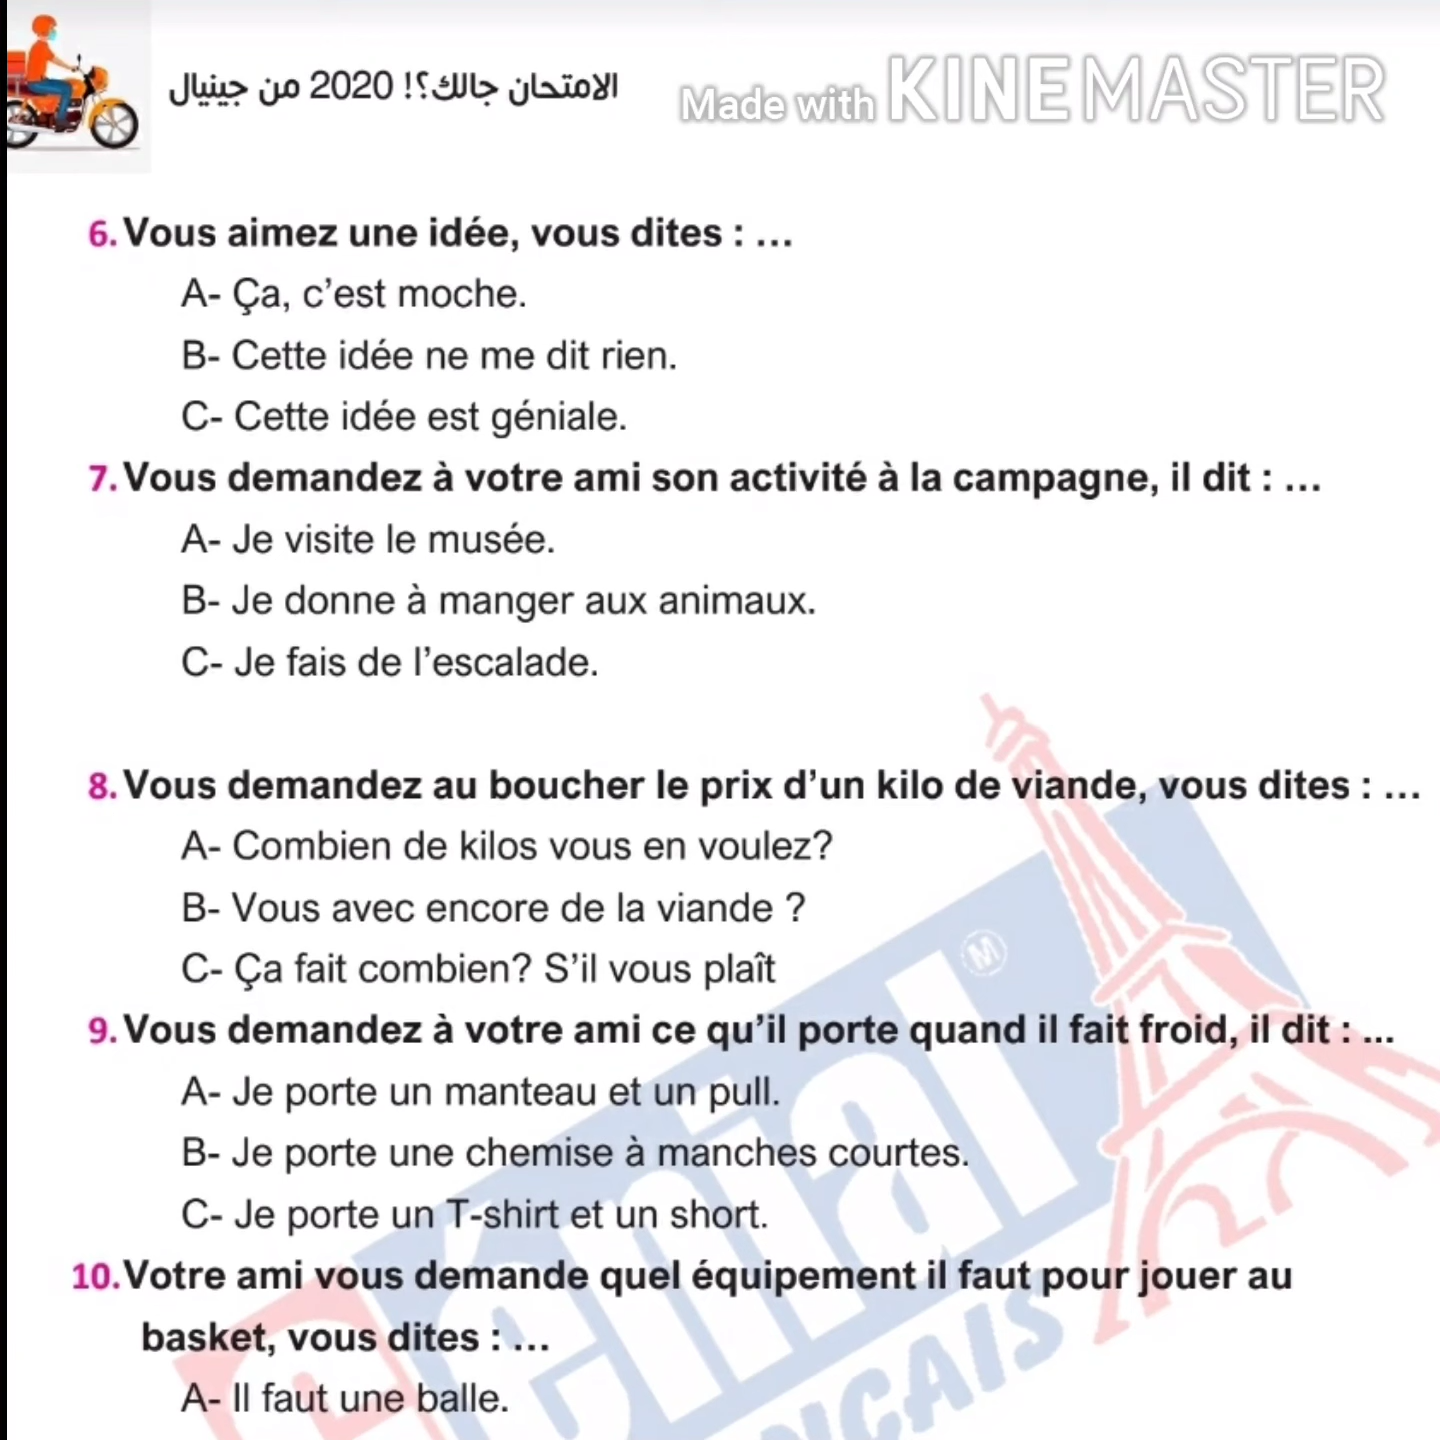 الامتحان جالك؟! 2020 من جينيال
Made with KINEMASTER
6. Vous aimez une idée, vous dites : ...
A- Ça, c’est moche.
B- Cette idée ne me dit rien.
C- Cette idée est géniale.
7. Vous demandez à votre ami son activité à la campagne, il dit : ...
A- Je visite le musée.
B- Je donne à manger aux animaux.
C- Je fais de l’escalade.
8. Vous demandez au boucher le prix d’un kilo de viande, vous dites : ...
A- Combien de kilos vous en voulez?
B- Vous avec encore de la viande ?
C- Ça fait combien? S’il vous plaît
9. Vous demandez à votre ami ce qu’il porte quand il fait froid, il dit : ...
A- Je porte un manteau et un pull.
B- Je porte une chemise à manches courtes.
C- Je porte un T-shirt et un short.
10. Votre ami vous demande quel équipement il faut pour jouer au
basket, vous dites : ...
A- Il faut une balle.